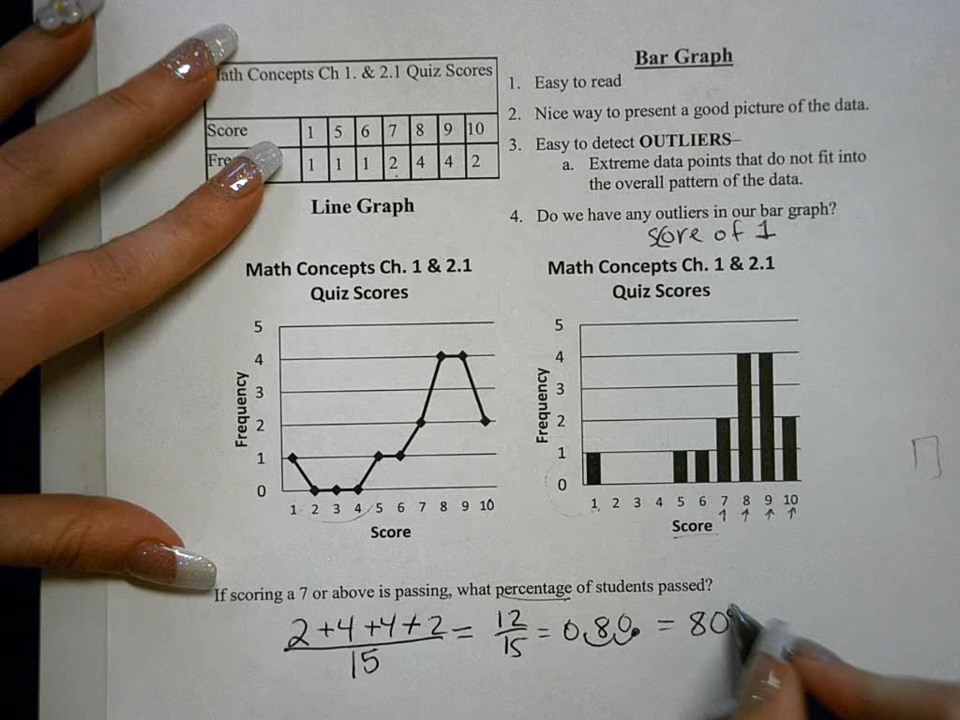 Math Concepts Ch 1. & 2.1 Quiz Scores
Score 1 5 6 7 8 9 10
1 1 1 2 4 4 2
Line Graph
Math Concepts Ch. 1 & 2.1
Quiz Scores
5
4
3
2
1
0
Frequency
1 2 3 4 5 6 7 8 9 10
Score
Bar Graph
1. Easy to read
2. Nice way to present a good picture of the data.
3. Easy to detect OUTLIERS–
a. Extreme data points that do not fit into
the overall pattern of the data.
4. Do we have any outliers in our bar graph?
score of 1
Math Concepts Ch. 1 & 2.1
Quiz Scores
5
4
3
2
1
0
Frequency
1 2 3 4 5 6 7 8 9 10
Score
If scoring a 7 or above is passing, what percentage of students passed?
2+4+4+2 = 12 = 0.80. = 80
15 15